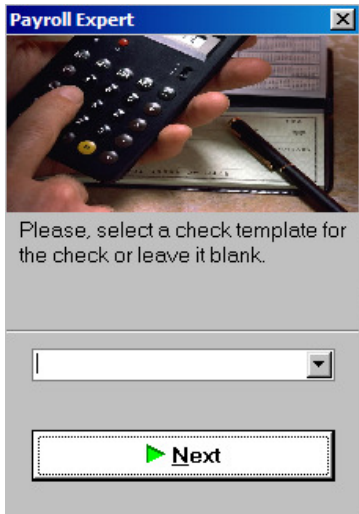 Payroll Expert
Please, select a check template for
the check or leave it blank.
Next